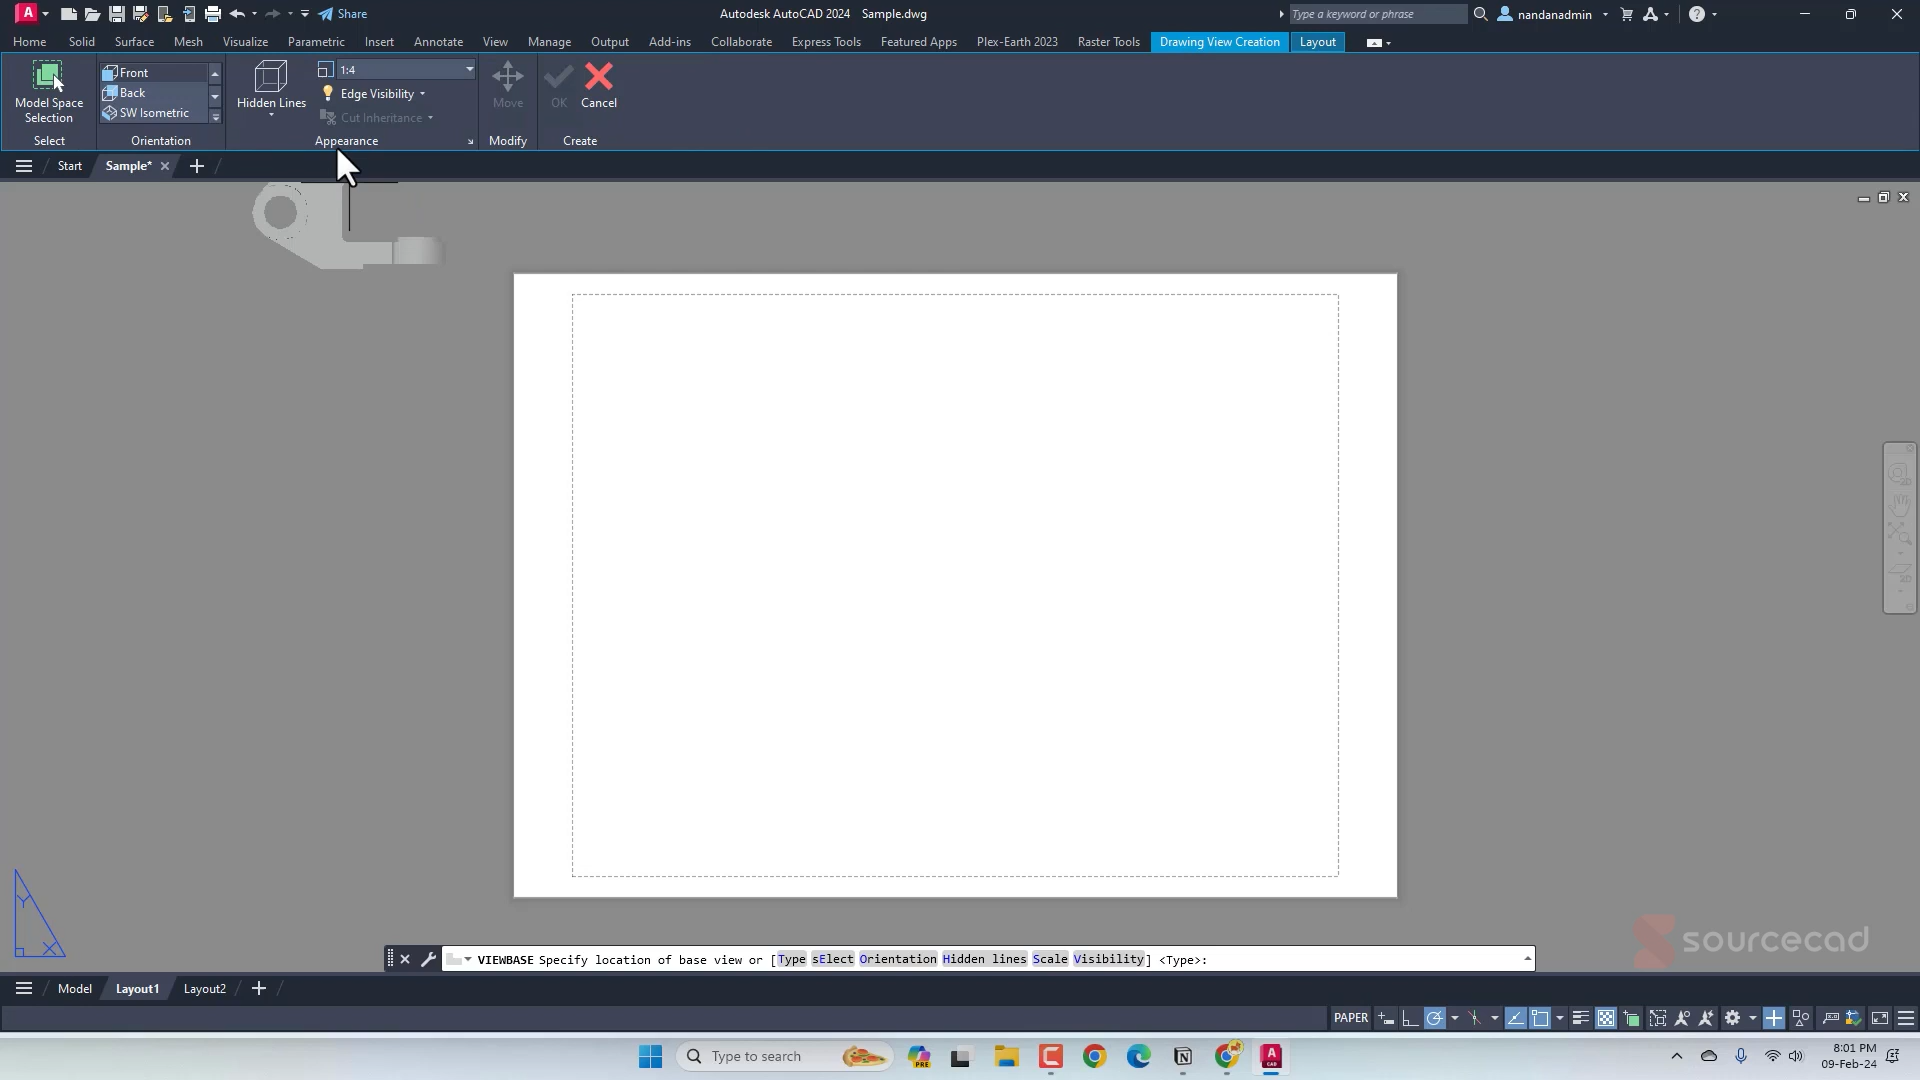 Share
Autodesk AutoCAD 2024 Sample.dwg
Type a keyword or phrase
nandanadmin
Home Solid Surface Mesh Visualize Parametric Insert Annotate View Manage Output Add-ins Collaborate Express Tools Featured Apps Plex-Earth 2023 Raster Tools Drawing View Creation Layout
Model Space
Selection
Select
Front
Back
SW Isometric
Orientation
Hidden Lines
1:4
Edge Visibility
Cut Inheritance
Appearance
Move
Modify
OK
Cancel
Create
Start
Sample*
Y
X
sourcecad
VIEWBASE Specify location of base view or [Type sElect Orientation Hidden lines Scale Visibility] <Type>:
Model Layout1 Layout2
PAPER
Type to search
PRE
8:01 PM
09-Feb-24